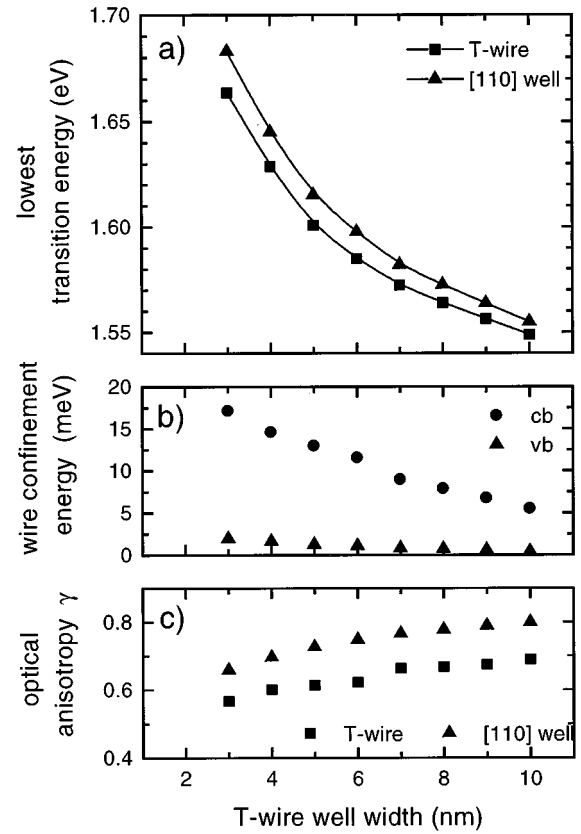 1.70
a)
T-wire
[110] well
lowest
transition energy (eV)
1.65
1.60
1.55
20
b)
cb
vb
wire confinement
energy (meV)
15
10
5
0
c)
optical
anisotropy γ
0.8
0.6
0.4
T-wire
[110] well
2
4
6
8
10
T-wire well width (nm)